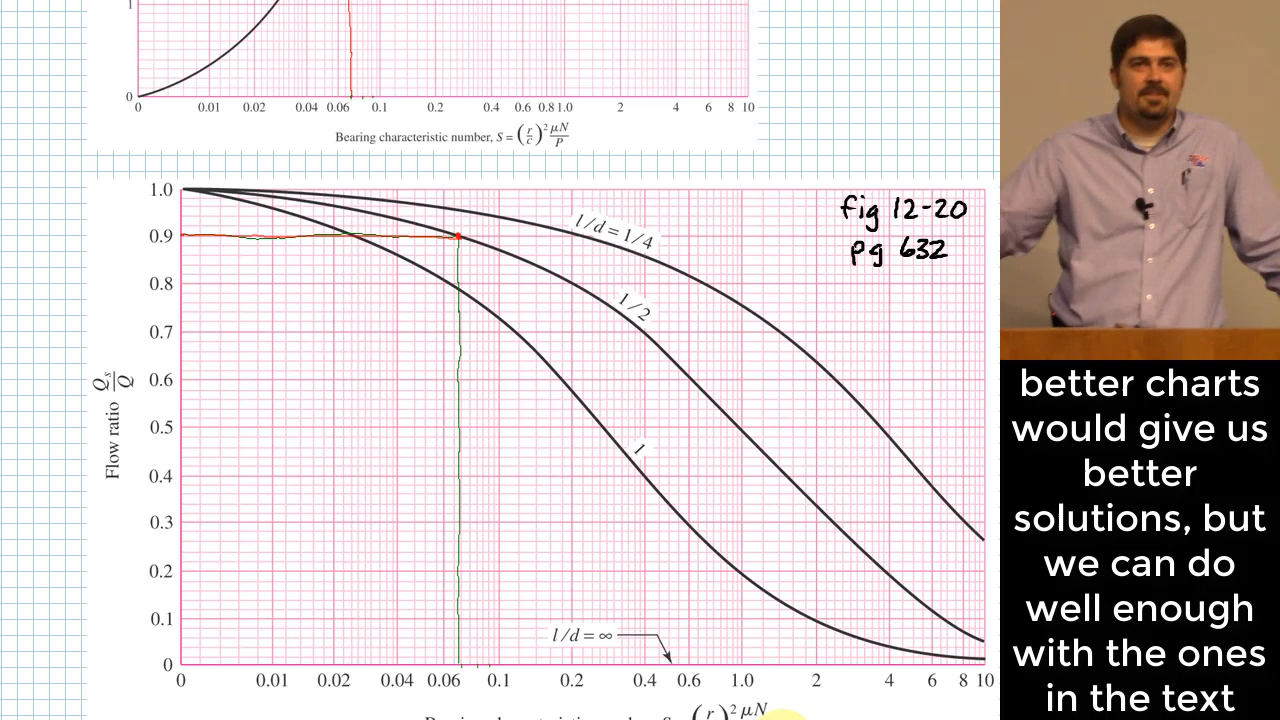 1
0
0 0.01 0.02 0.04 0.06 0.1 0.2 0.4 0.6 0.8 1.0 2 4 6 8 10
Bearing characteristic number, S = (r/c)² μN/P
1.0
fig 12-20
l/d = 1/4
0.9
pg 632
0.8
1/2
0.7
0.6
Flow ratio Qs/Q
0.5
1
0.4
0.3
0.2
0.1
l/d = ∞
0
0 0.01 0.02 0.04 0.06 0.1 0.2 0.4 0.6 1.0 2 4 6 8 10
better charts
would give us
better
solutions, but
we can do
well enough
with the ones
in the text